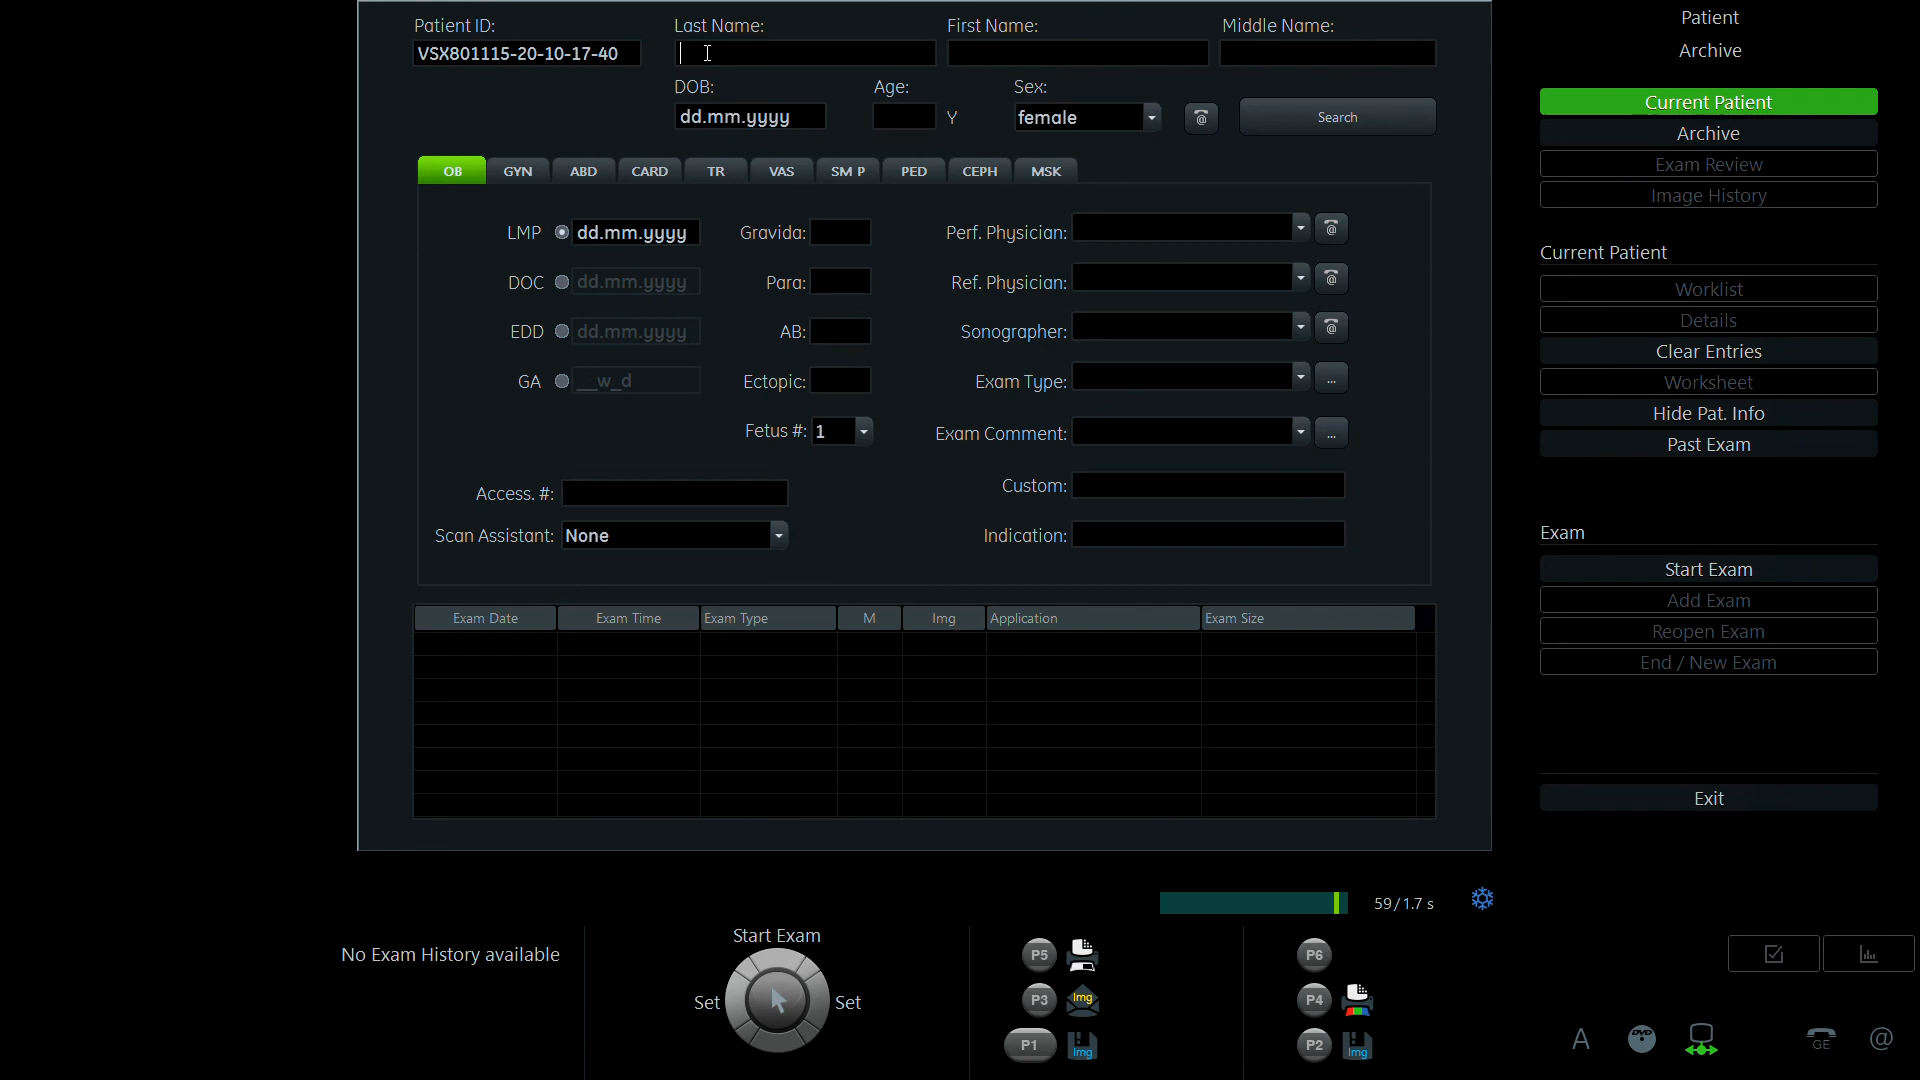 Patient ID: Last Name: First Name: Middle Name:
VSX801115-20-10-17-40
DOB: Age: Sex:
dd.mm.yyyy Y female @ Search
OB GYN ABD CARD TR VAS SM P PED CEPH MSK
LMP dd.mm.yyyy Gravida: Perf. Physician: @
DOC dd.mm.yyyy Para: Ref. Physician: @
EDD dd.mm.yyyy AB: Sonographer: @
GA __w_d Ectopic: Exam Type: ...
Fetus #: 1 Exam Comment: ...
Access. #: Custom:
Scan Assistant: None Indication:
Exam Date Exam Time Exam Type M Img Application Exam Size
Patient
Archive
Current Patient
Archive
Exam Review
Image History
Current Patient
Worklist
Details
Clear Entries
Worksheet
Hide Pat. Info
Past Exam
Exam
Start Exam
Add Exam
Reopen Exam
End / New Exam
Exit
59/1.7 s
No Exam History available
Start Exam
Set Set
P5
P3 Img
P1 Img
P6
P4
P2 Img
A DVD GE @